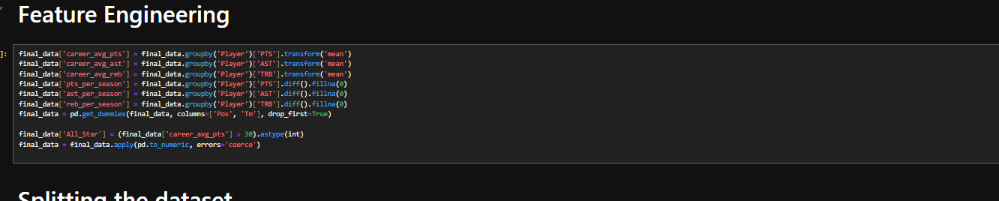 Feature Engineering
]:
final_data['career_avg_pts'] = final_data.groupby('Player')['PTS'].transform('mean')
final_data['career_avg_ast'] = final_data.groupby('Player')['AST'].transform('mean')
final_data['career_avg_reb'] = final_data.groupby('Player')['TRB'].transform('mean')
final_data['pts_per_season'] = final_data.groupby('Player')['PTS'].diff().fillna(0)
final_data['ast_per_season'] = final_data.groupby('Player')['AST'].diff().fillna(0)
final_data['reb_per_season'] = final_data.groupby('Player')['TRB'].diff().fillna(0)
final_data = pd.get_dummies(final_data, columns=['Pos', 'Tm'], drop_first=True)
final_data['All_Star'] = (final_data['career_avg_pts'] > 30).astype(int)
final_data = final_data.apply(pd.to_numeric, errors='coerce')
Splitting the dataset